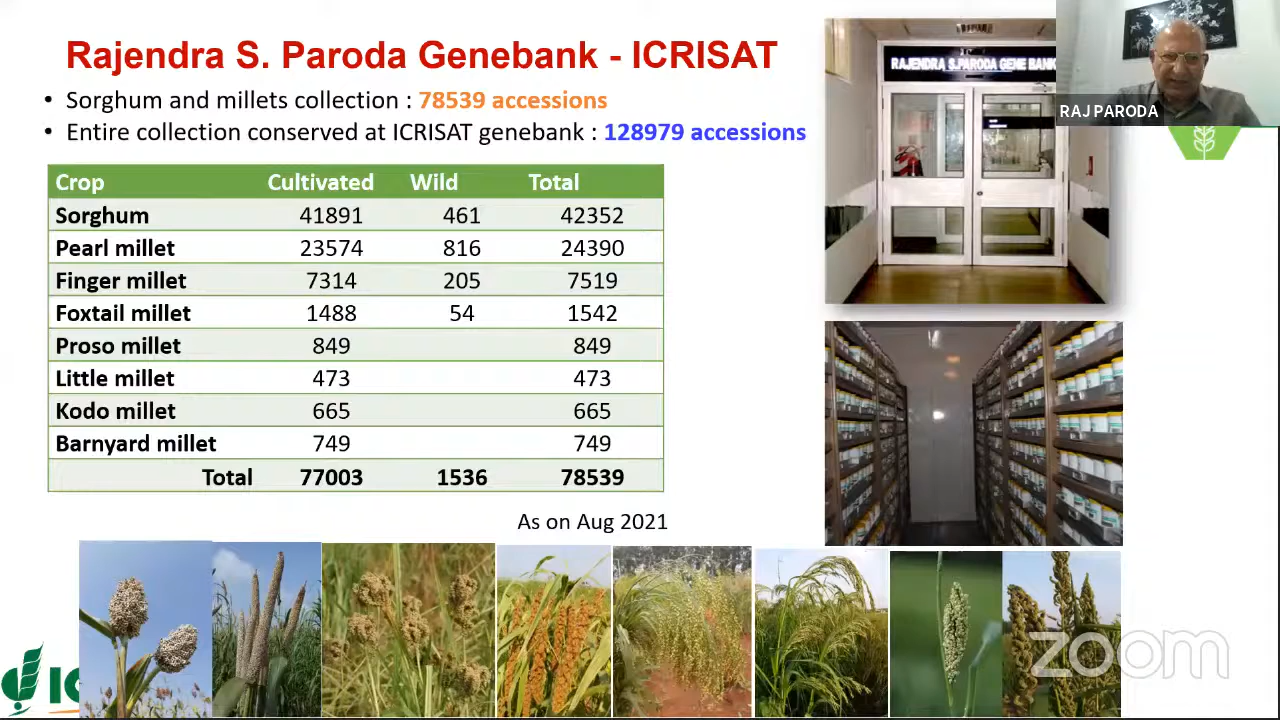 Rajendra S. Paroda Genebank - ICRISAT
• Sorghum and millets collection : 78539 accessions
• Entire collection conserved at ICRISAT genebank : 128979 accessions
Crop Cultivated Wild Total
Sorghum 41891 461 42352
Pearl millet 23574 816 24390
Finger millet 7314 205 7519
Foxtail millet 1488 54 1542
Proso millet 849 849
Little millet 473 473
Kodo millet 665 665
Barnyard millet 749 749
Total 77003 1536 78539
As on Aug 2021
RAJENDRA S.PARODA GENE BANK
RAJ PARODA
IC
zoom